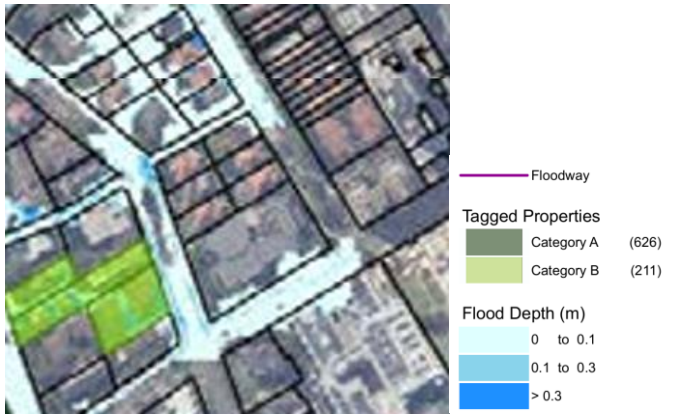 Floodway
Tagged Properties
Category A (626)
Category B (211)
Flood Depth (m)
0 to 0.1
0.1 to 0.3
> 0.3